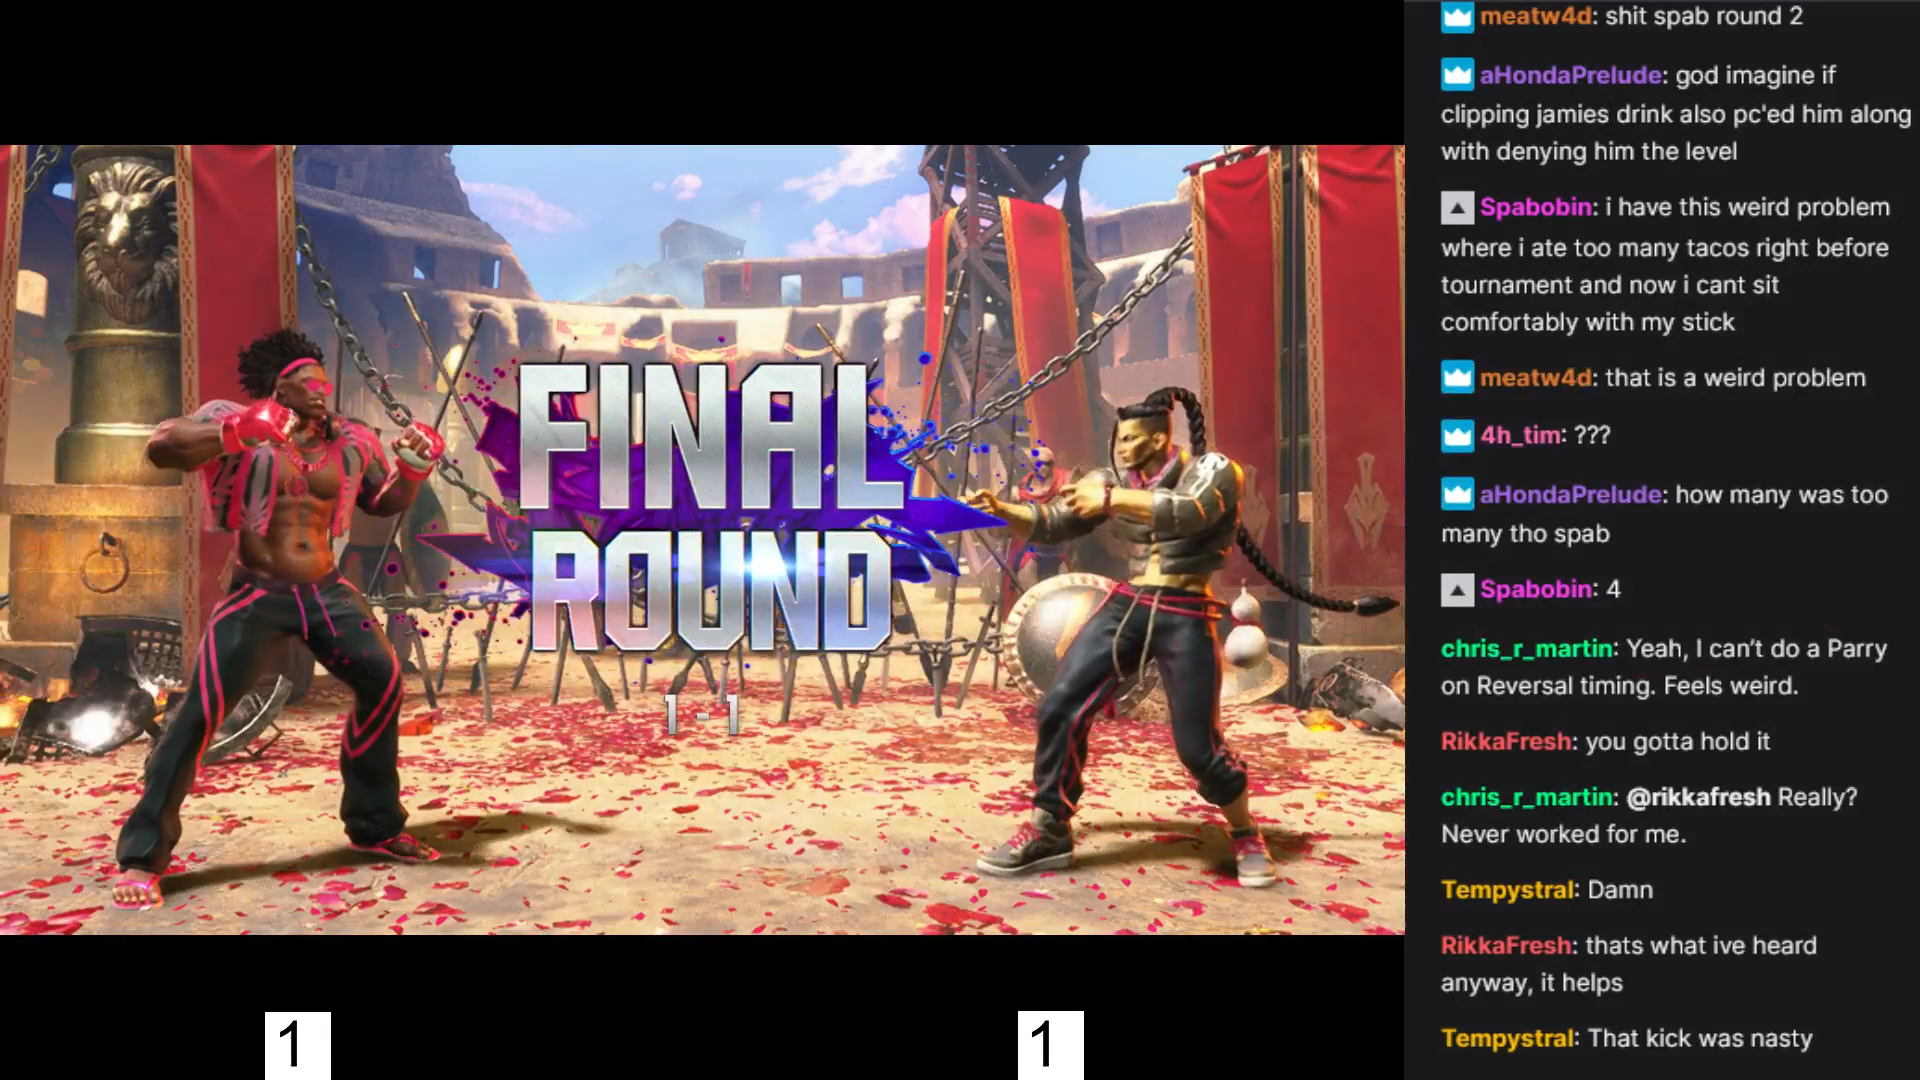 FINAL
ROUND
1 - 1
1
1
meatw4d: shit spab round 2
aHondaPrelude: god imagine if
clipping jamies drink also pc'ed him along
with denying him the level
Spabobin: i have this weird problem
where i ate too many tacos right before
tournament and now i cant sit
comfortably with my stick
meatw4d: that is a weird problem
4h_tim: ???
aHondaPrelude: how many was too
many tho spab
Spabobin: 4
chris_r_martin: Yeah, I can’t do a Parry
on Reversal timing. Feels weird.
RikkaFresh: you gotta hold it
chris_r_martin: @rikkafresh Really?
Never worked for me.
Tempystral: Damn
RikkaFresh: thats what ive heard
anyway, it helps
Tempystral: That kick was nasty